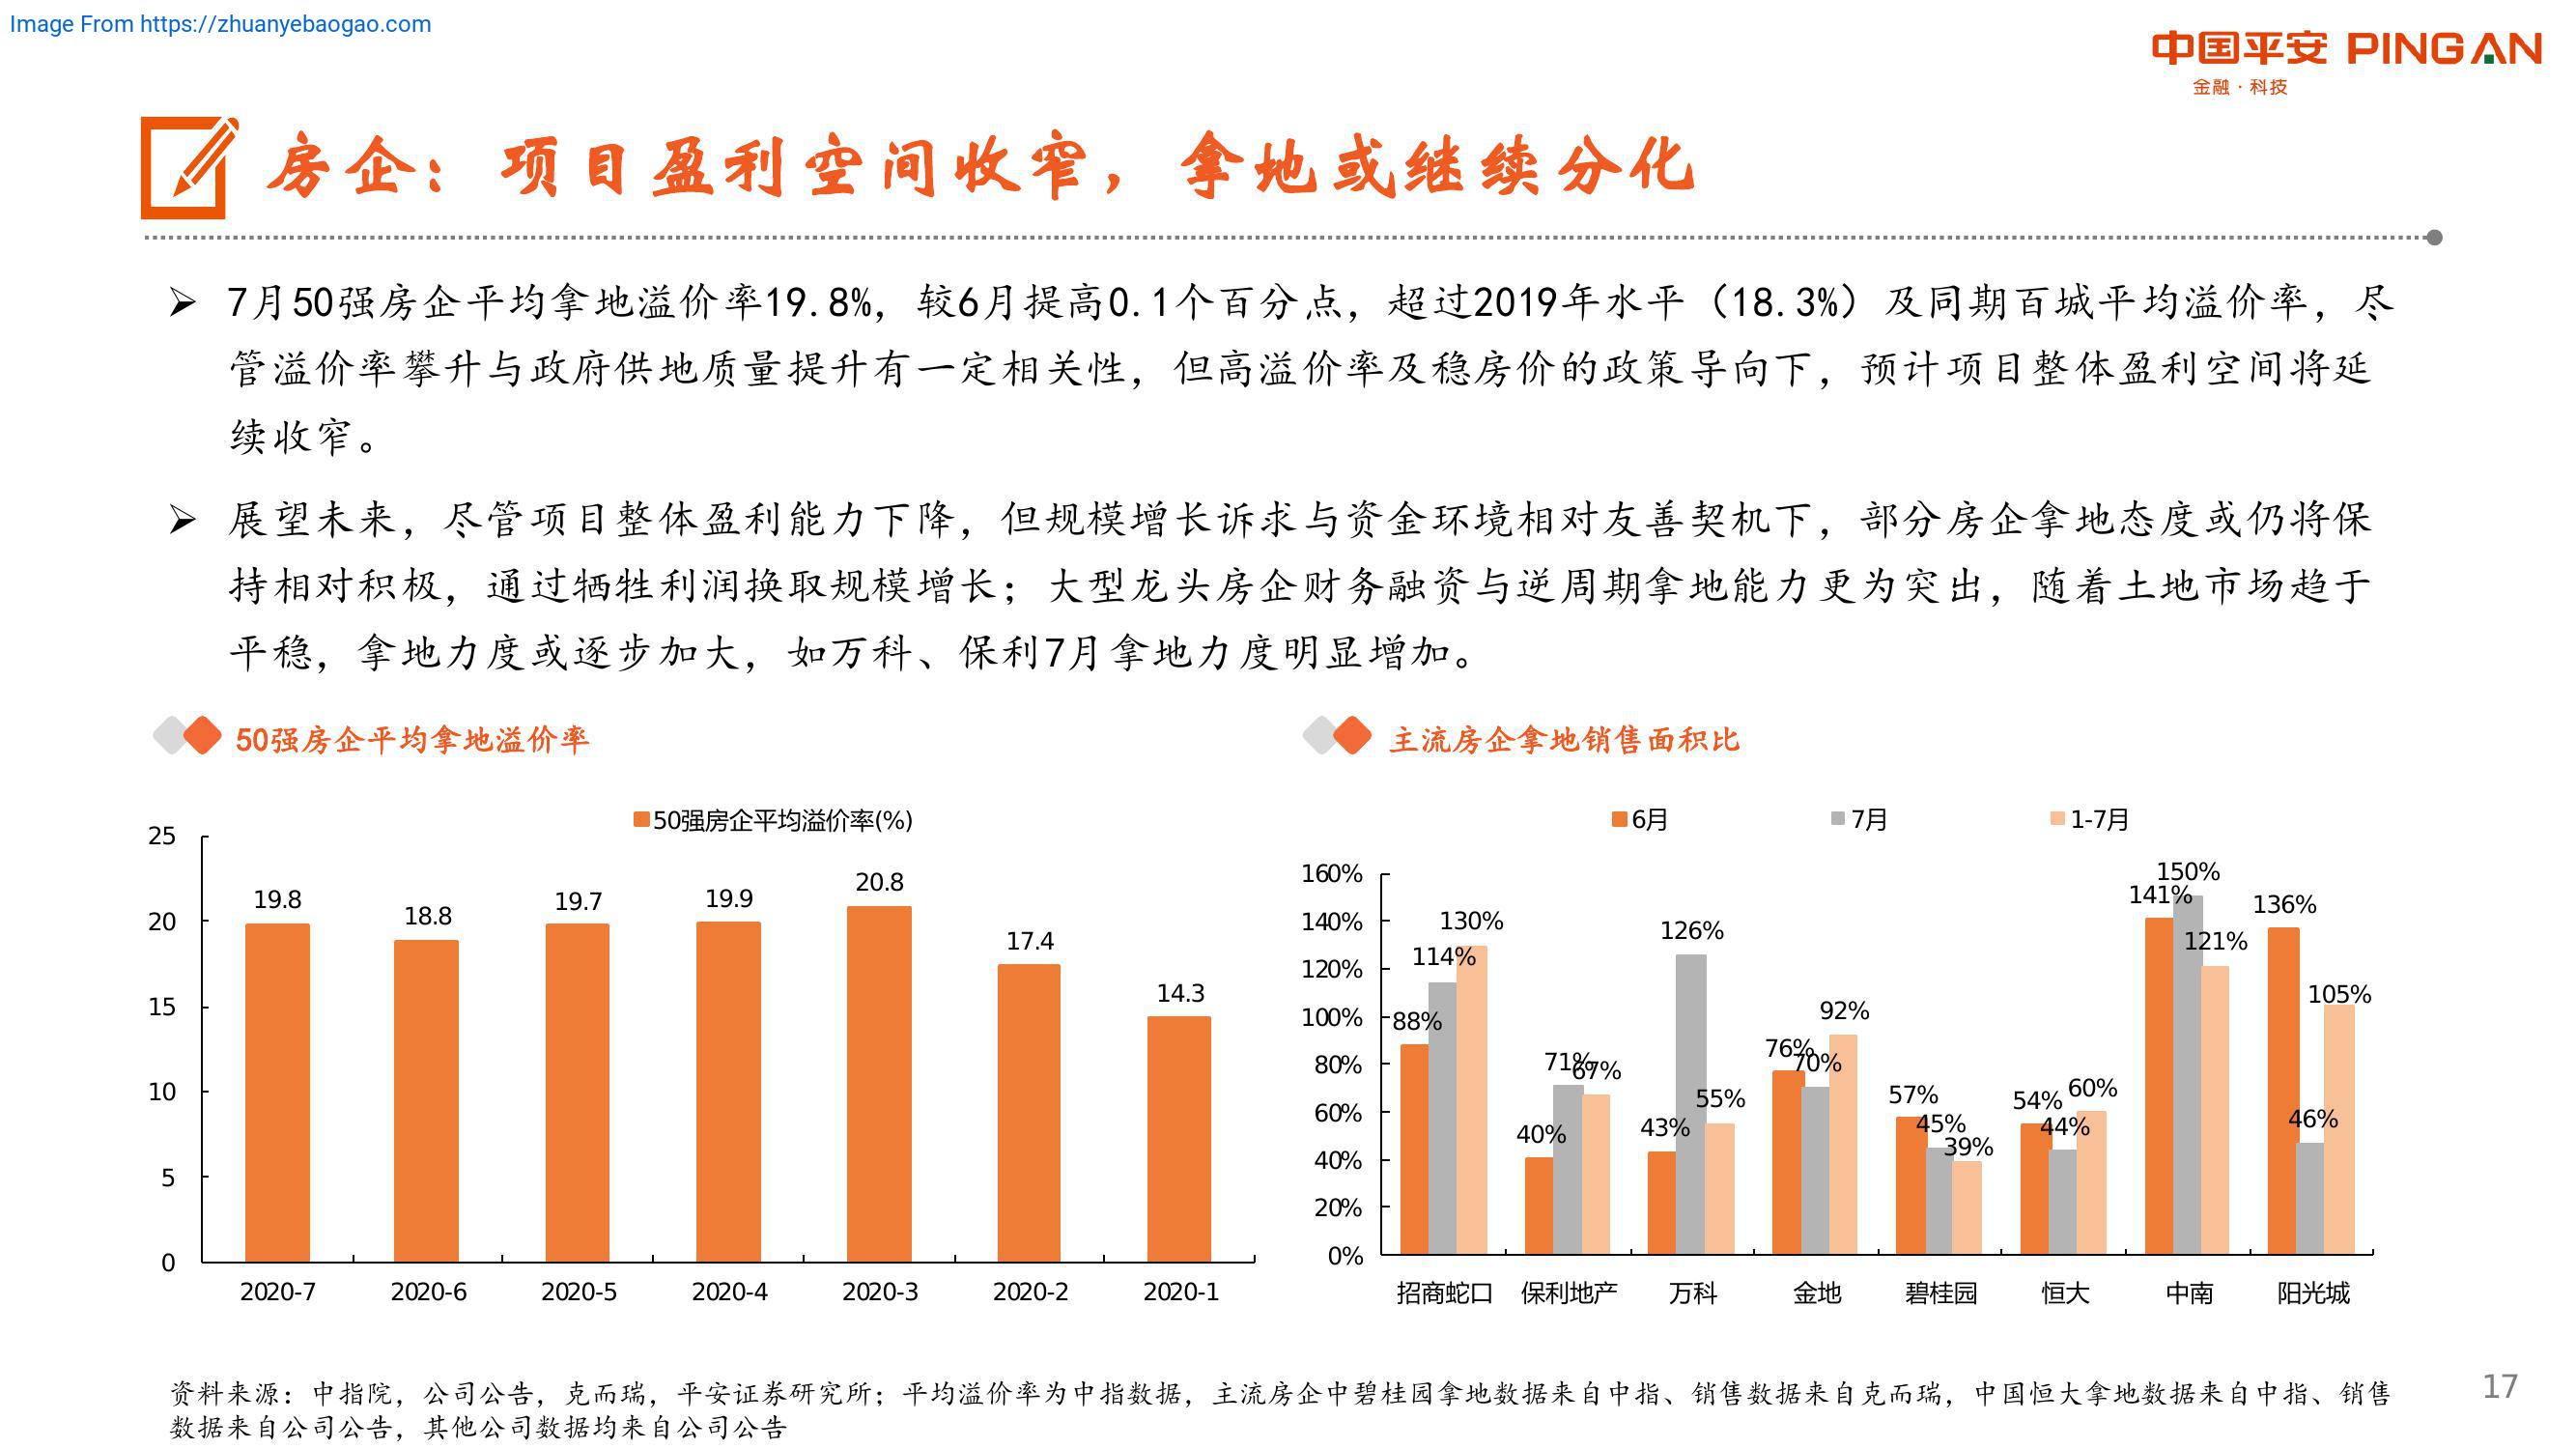 Image From https://zhuanyebaogao.com
中国平安 PINGAN
金融·科技
房企：项目盈利空间收窄，拿地或继续分化
➢ 7月50强房企平均拿地溢价率19.8%，较6月提高0.1个百分点，超过2019年水平（18.3%）及同期百城平均溢价率，尽
管溢价率攀升与政府供地质量提升有一定相关性，但高溢价率及稳房价的政策导向下，预计项目整体盈利空间将延
续收窄。
➢ 展望未来，尽管项目整体盈利能力下降，但规模增长诉求与资金环境相对友善契机下，部分房企拿地态度或仍将保
持相对积极，通过牺牲利润换取规模增长；大型龙头房企财务融资与逆周期拿地能力更为突出，随着土地市场趋于
平稳，拿地力度或逐步加大，如万科、保利7月拿地力度明显增加。
50强房企平均拿地溢价率
50强房企平均溢价率(%)
25
20
15
10
5
0
19.8
18.8
19.7
19.9
20.8
17.4
14.3
2020-7 2020-6 2020-5 2020-4 2020-3 2020-2 2020-1
主流房企拿地销售面积比
6月 7月 1-7月
160%
140%
120%
100%
80%
60%
40%
20%
0%
88% 114% 130%
40% 71% 67%
43% 126% 55%
76% 70% 92%
57% 45% 39%
54% 44% 60%
141% 150% 121%
136% 46% 105%
招商蛇口 保利地产 万科 金地 碧桂园 恒大 中南 阳光城
资料来源：中指院，公司公告，克而瑞，平安证券研究所；平均溢价率为中指数据，主流房企中碧桂园拿地数据来自中指、销售数据来自克而瑞，中国恒大拿地数据来自中指、销售
数据来自公司公告，其他公司数据均来自公司公告
17